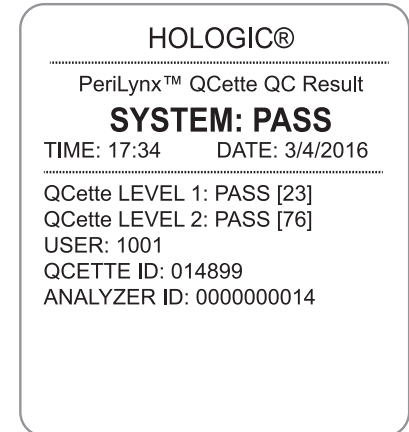 HOLOGIC®
PeriLynx™ QCette QC Result
SYSTEM: PASS
TIME: 17:34 DATE: 3/4/2016
QCette LEVEL 1: PASS [23]
QCette LEVEL 2: PASS [76]
USER: 1001
QCETTE ID: 014899
ANALYZER ID: 0000000014